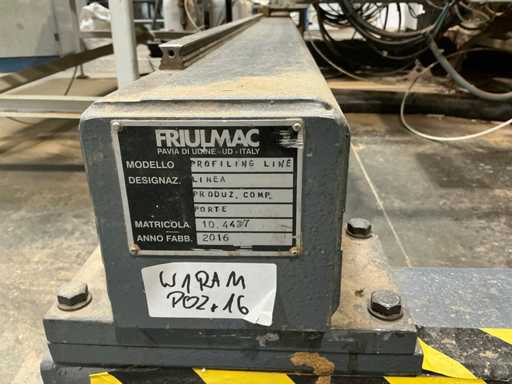 FRIULMAC
PAVIA DI UDINE - UD - ITALY
MODELLO PROFILING LINE
DESIGNAZ. LINEA
PRODUZ. COMP.
PORTE
MATRICOLA 10.4437
ANNO FABB. 2016
W1RAM
POZ. 16